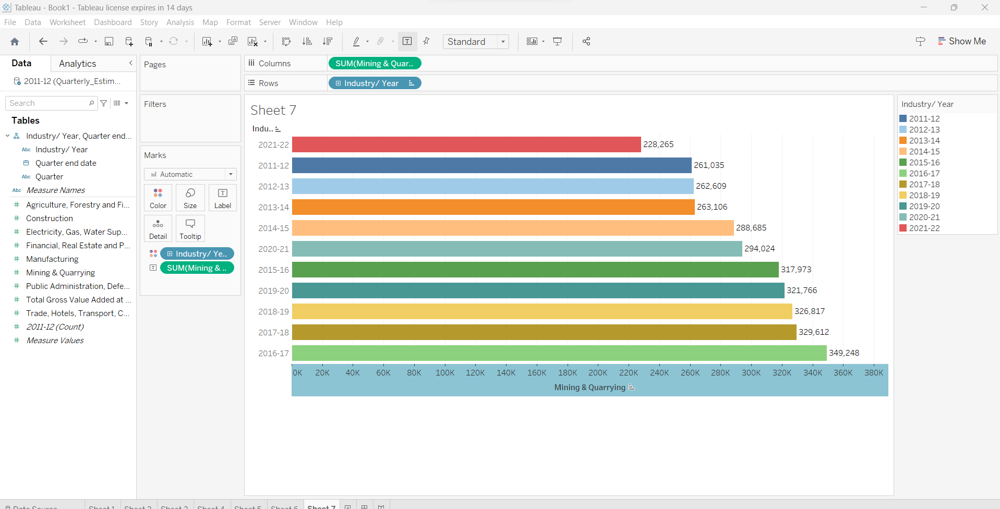 Tableau - Book1 - Tableau license expires in 14 days
File Data Worksheet Dashboard Story Analysis Map Format Server Window Help
Standard
Show Me
Data Analytics
2011-12 (Quarterly_Estim...
Search
Tables
Industry/ Year, Quarter end...
Abc Industry/ Year
Quarter end date
Abc Quarter
Abc Measure Names
# Agriculture, Forestry and Fi...
# Construction
# Electricity, Gas, Water Sup...
# Financial, Real Estate and P...
# Manufacturing
# Mining & Quarrying
# Public Administration, Defe...
# Total Gross Value Added at ...
# Trade, Hotels, Transport, C...
# 2011-12 (Count)
# Measure Values
Pages
Filters
Marks
Automatic
Color Size Label
Detail Tooltip
Industry/ Ye..
SUM(Mining & ..
Columns SUM(Mining & Quar..
Rows Industry/ Year
Sheet 7
Indu..
2021-22 228,265
2011-12 261,035
2012-13 262,609
2013-14 263,106
2014-15 288,685
2020-21 294,024
2015-16 317,973
2019-20 321,766
2018-19 326,817
2017-18 329,612
2016-17 349,248
0K 20K 40K 60K 80K 100K 120K 140K 160K 180K 200K 220K 240K 260K 280K 300K 320K 340K 360K 380K
Mining & Quarrying
Industry/ Year
2011-12
2012-13
2013-14
2014-15
2015-16
2016-17
2017-18
2018-19
2019-20
2020-21
2021-22
Data Source Sheet 1 Sheet 2 Sheet 3 Sheet 4 Sheet 5 Sheet 6 Sheet 7